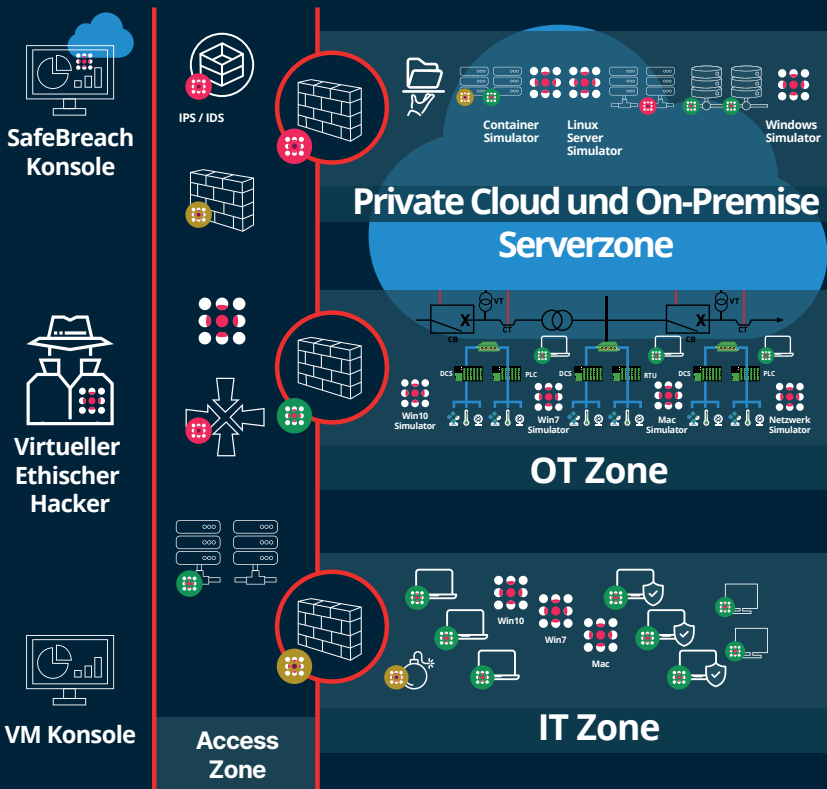 SafeBreach
Konsole
IPS / IDS
Container
Simulator
Linux
Server
Simulator
Windows
Simulator
Private Cloud und On-Premise
Serverzone
VT
VT
X
X
CT
CT
CB
CB
DCS
PLC
DCS
RTU
DCS
PLC
Win10
Simulator
Win7
Simulator
Mac
Simulator
Netzwerk
Simulator
OT Zone
Virtueller
Ethischer
Hacker
Win10
Win7
Mac
IT Zone
VM Konsole
Access
Zone